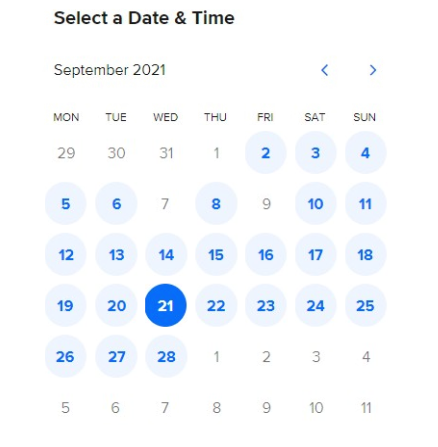 Select a Date & Time
September 2021
MON TUE WED THU FRI SAT SUN
29 30 31 1 2 3 4
5 6 7 8 9 10 11
12 13 14 15 16 17 18
19 20 21 22 23 24 25
26 27 28 1 2 3 4
5 6 7 8 9 10 11